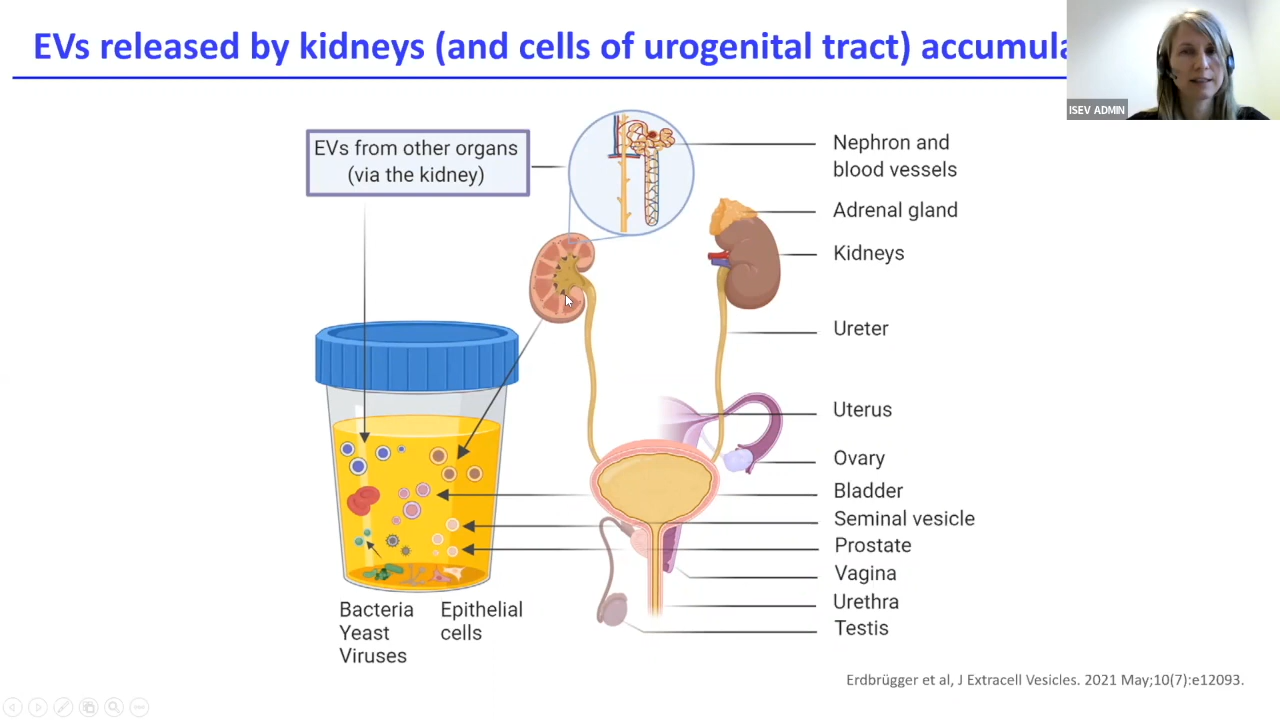 EVs released by kidneys (and cells of urogenital tract)
ISEV ADMIN
EVs from other organs
(via the kidney)
Nephron and
blood vessels
Adrenal gland
Kidneys
Ureter
Uterus
Ovary
Bladder
Seminal vesicle
Prostate
Vagina
Urethra
Testis
Bacteria
Yeast
Viruses
Epithelial
cells
Erdbrügger et al, J Extracell Vesicles. 2021 May;10(7):e12093.